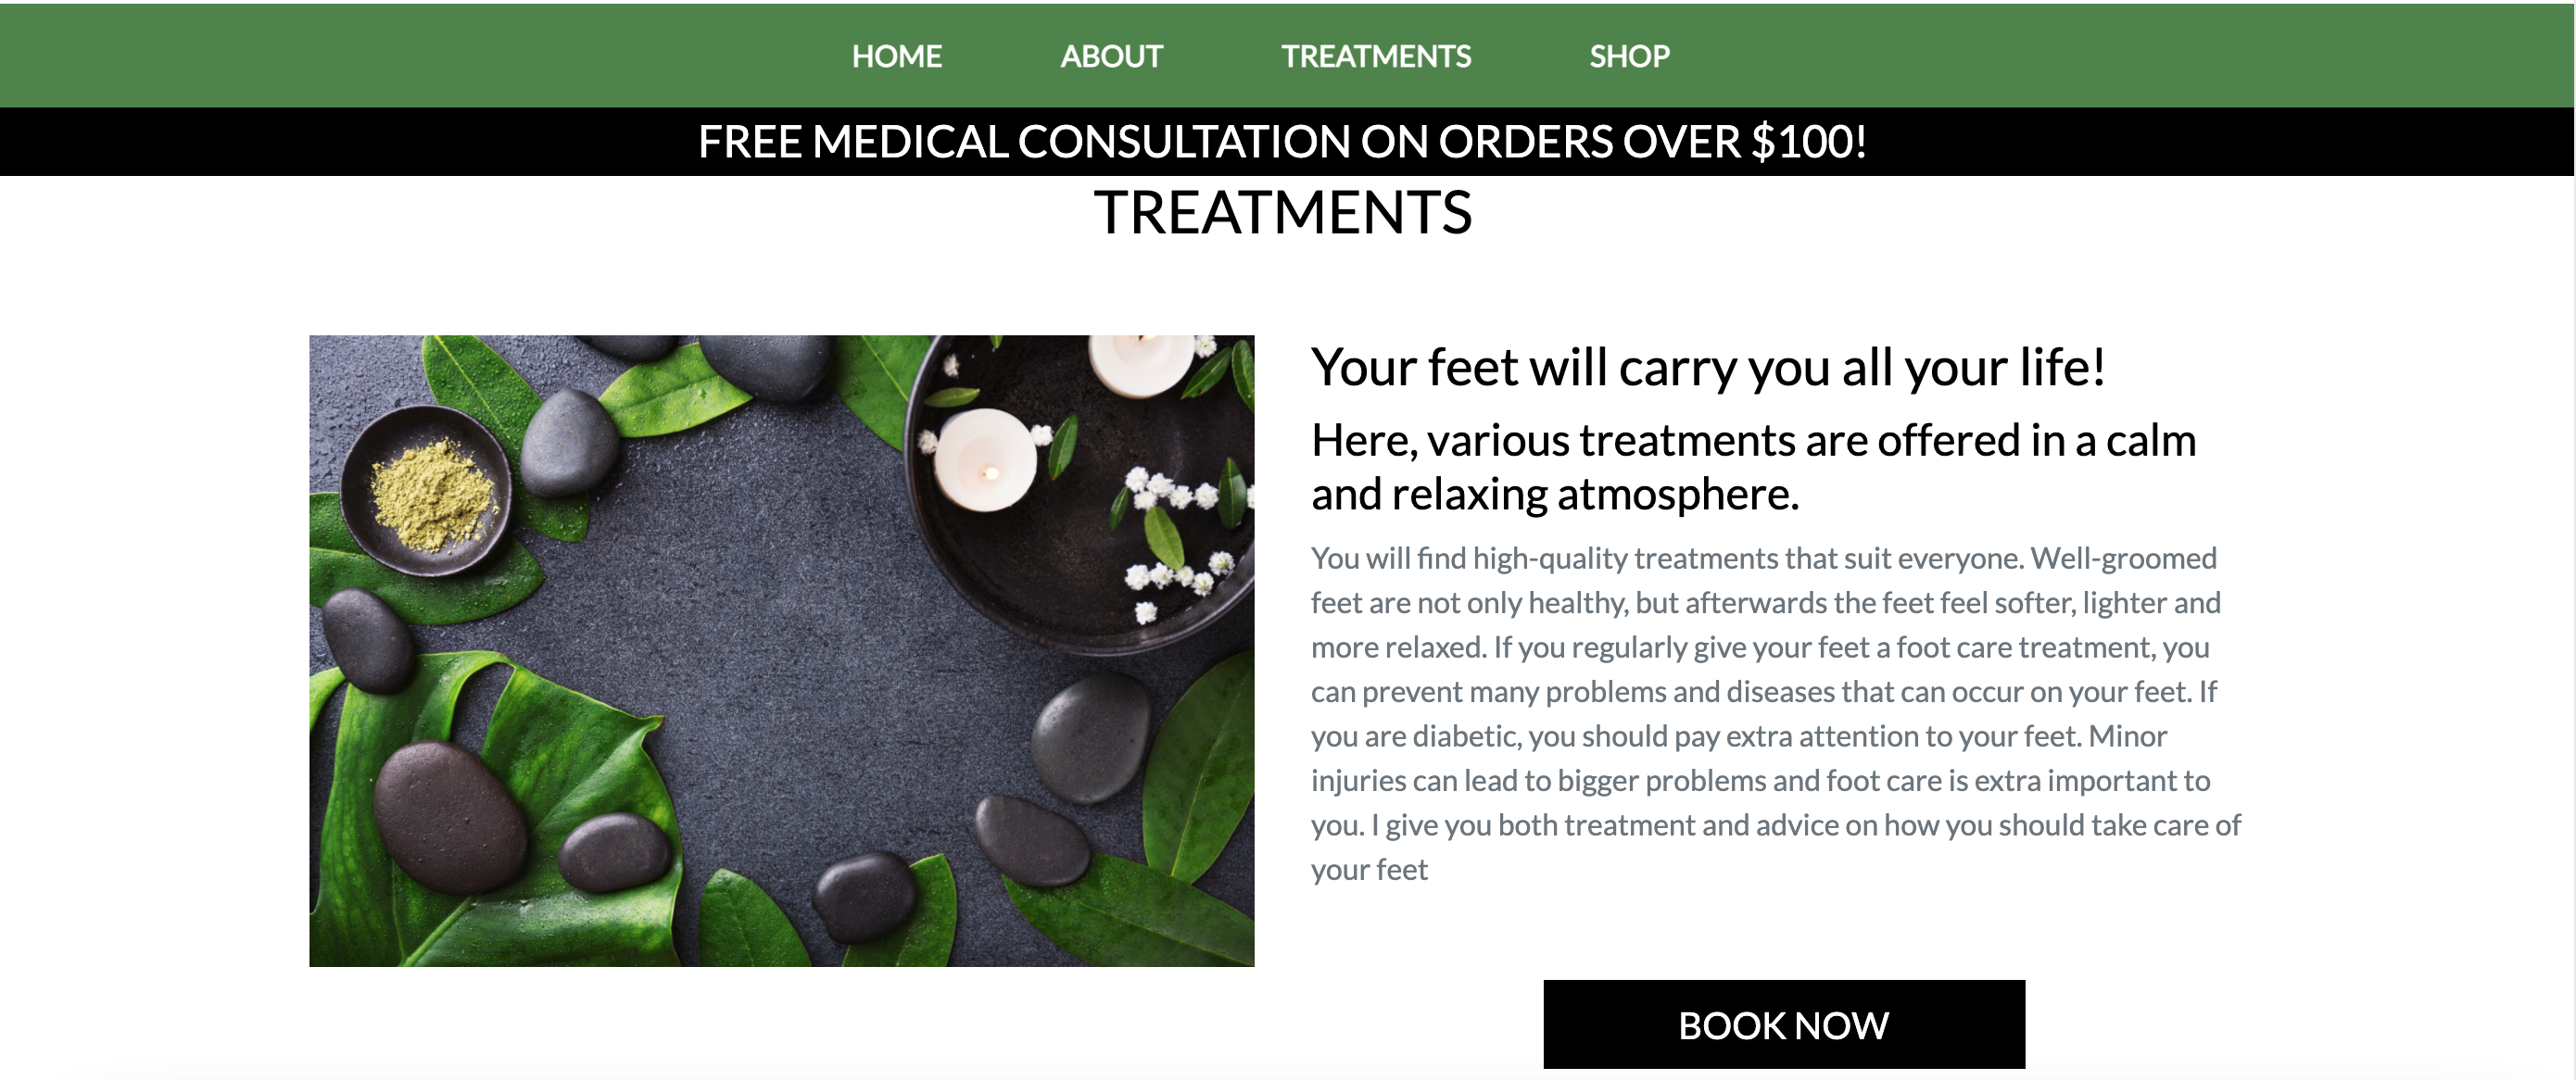 HOME ABOUT TREATMENTS SHOP
FREE MEDICAL CONSULTATION ON ORDERS OVER $100!
TREATMENTS
Your feet will carry you all your life!
Here, various treatments are offered in a calm
and relaxing atmosphere.
You will find high-quality treatments that suit everyone. Well-groomed
feet are not only healthy, but afterwards the feet feel softer, lighter and
more relaxed. If you regularly give your feet a foot care treatment, you
can prevent many problems and diseases that can occur on your feet. If
you are diabetic, you should pay extra attention to your feet. Minor
injuries can lead to bigger problems and foot care is extra important to
you. I give you both treatment and advice on how you should take care of
your feet
BOOK NOW